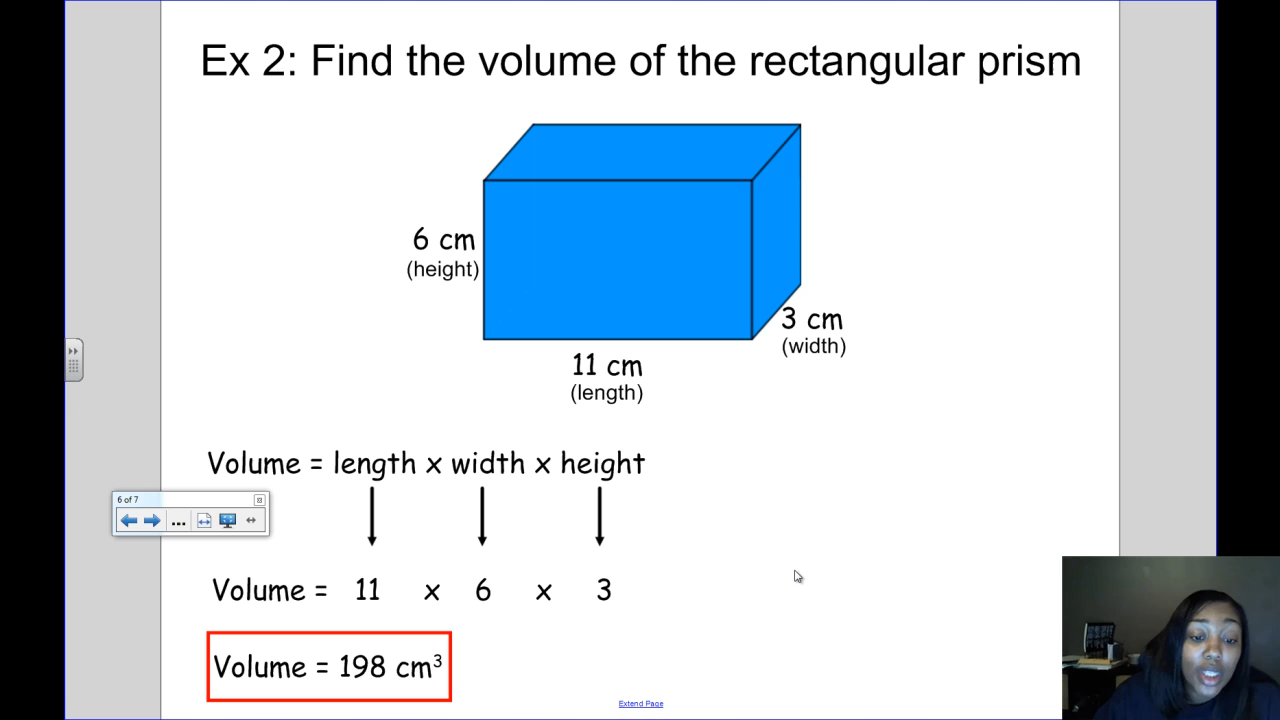 Ex 2: Find the volume of the rectangular prism
6 cm
(height)
3 cm
(width)
11 cm
(length)
Volume = length x width x height
6 of 7
...
Volume = 11 x 6 x 3
Volume = 198 cm³
Extend Page